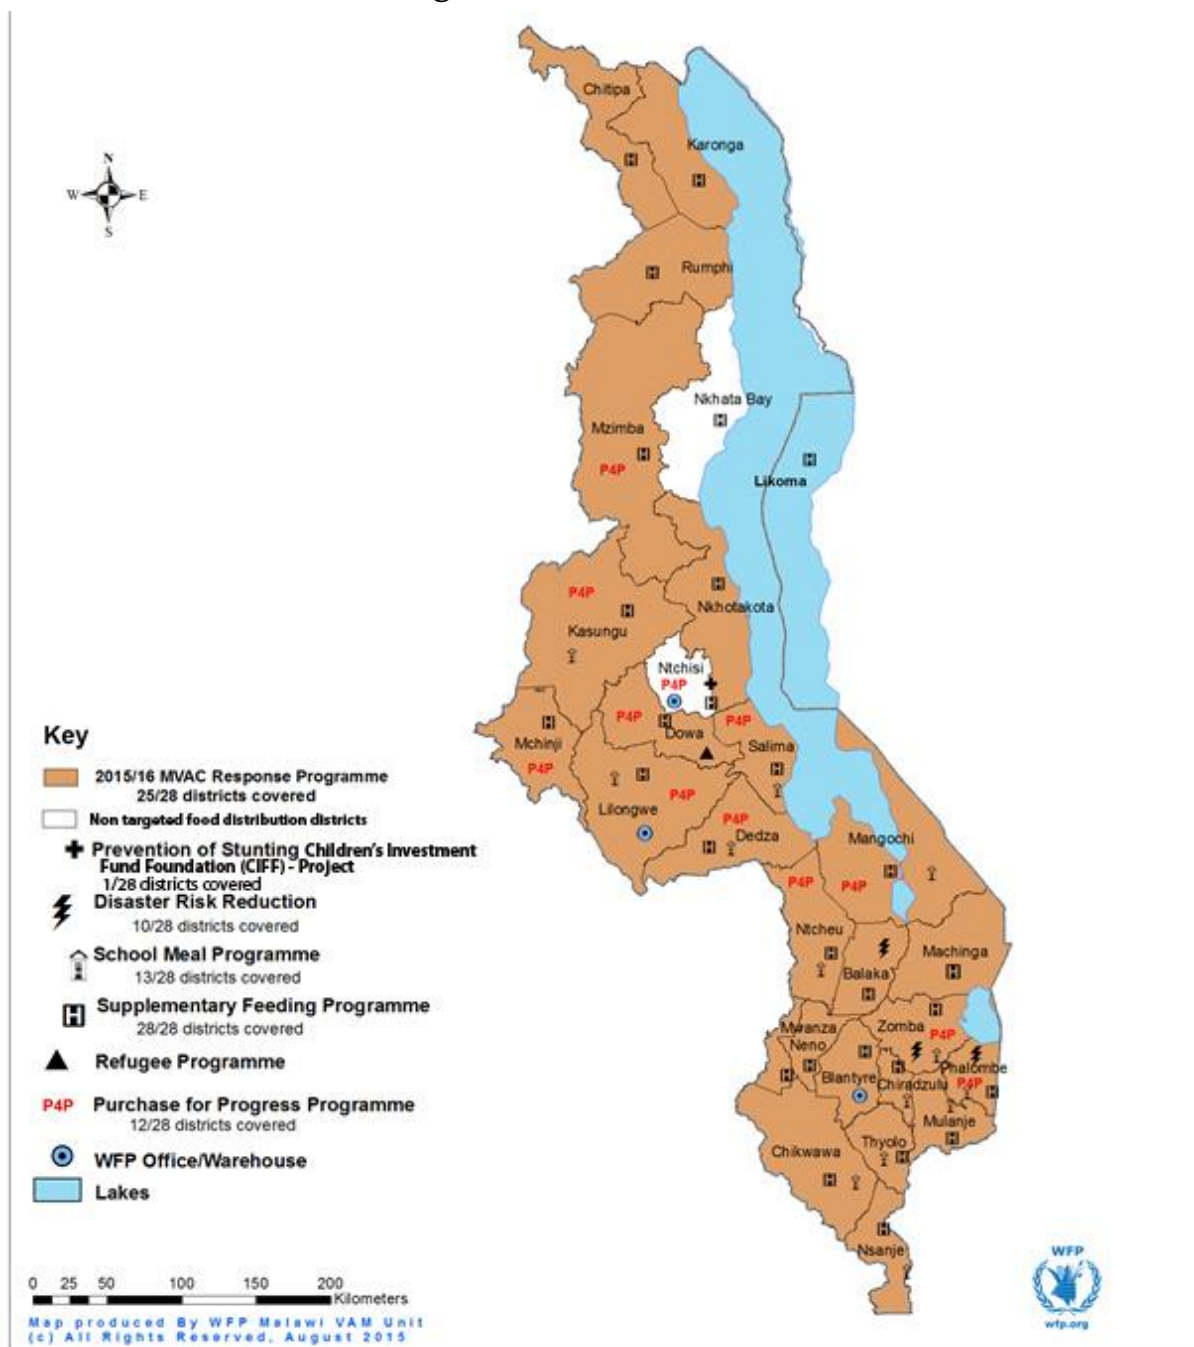 N
W E
S
Chitipa
Karonga
Rumphi
Nkhata Bay
Mzimba
P4P
Likoma
P4P
Nkhotakota
Kasungu
Ntchisi
P4P
P4P
P4P
Dowa
Mchinji
Salima
P4P
P4P
Lilongwe
P4P
Dedza
Mangochi
P4P
P4P
Ntcheu
Machinga
Balaka
Mwanza
Zomba
P4P
Neno
Phalombe
Blantyre
Chiradzulu
P4P
Mulanje
Thyolo
Chikwawa
Nsanje
Key
2015/16 MVAC Response Programme
25/28 districts covered
Non targeted food distribution districts
Prevention of Stunting Children's Investment
Fund Foundation (CIFF) - Project
1/28 districts covered
Disaster Risk Reduction
10/28 districts covered
School Meal Programme
13/28 districts covered
H Supplementary Feeding Programme
28/28 districts covered
Refugee Programme
P4P Purchase for Progress Programme
12/28 districts covered
WFP Office/Warehouse
Lakes
0 25 50 100 150 200
Kilometers
Map produced By WFP Malawi VAM Unit
(c) All Rights Reserved, August 2015
WFP
wfp.org